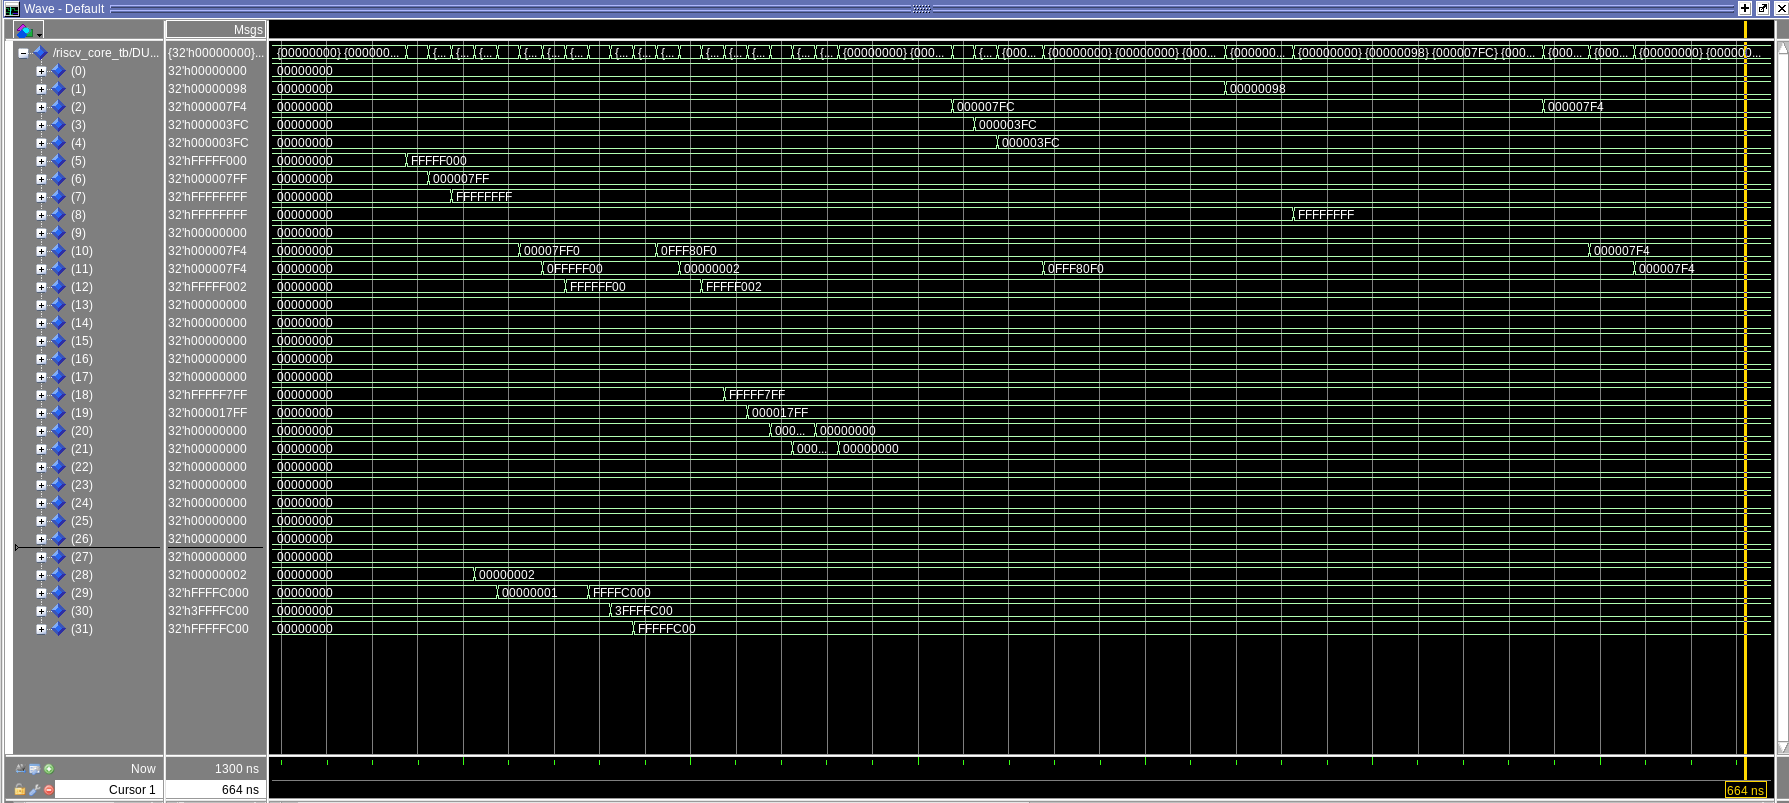 Wave - Default
Msgs
/riscv_core_tb/DU... {32'h00000000}... {00000000} {000000... {... {... {... {... {... {... {... {... {... {... {... {... {... {... {... {... {... {00000000} {000... {... {000... {00000000} {00000000} {000... {000000... {00000000} {00000098} {000007FC} {000... {000... {000... {00000000} {000000...
(0) 32'h00000000 00000000
(1) 32'h00000098 00000000 00000098
(2) 32'h000007F4 00000000 000007FC 000007F4
(3) 32'h000003FC 00000000 000003FC
(4) 32'h000003FC 00000000 000003FC
(5) 32'hFFFFF000 00000000 FFFFF000
(6) 32'h000007FF 00000000 000007FF
(7) 32'hFFFFFFFF 00000000 FFFFFFFF
(8) 32'hFFFFFFFF 00000000 FFFFFFFF
(9) 32'h00000000 00000000
(10) 32'h000007F4 00000000 00007FF0 0FFF80F0 000007F4
(11) 32'h000007F4 00000000 0FFFFF00 00000002 0FFF80F0 000007F4
(12) 32'hFFFFF002 00000000 FFFFFF00 FFFFF002
(13) 32'h00000000 00000000
(14) 32'h00000000 00000000
(15) 32'h00000000 00000000
(16) 32'h00000000 00000000
(17) 32'h00000000 00000000
(18) 32'hFFFFF7FF 00000000 FFFFF7FF
(19) 32'h000017FF 00000000 000017FF
(20) 32'h00000000 00000000 000... 00000000
(21) 32'h00000000 00000000 000... 00000000
(22) 32'h00000000 00000000
(23) 32'h00000000 00000000
(24) 32'h00000000 00000000
(25) 32'h00000000 00000000
(26) 32'h00000000 00000000
(27) 32'h00000000 00000000
(28) 32'h00000002 00000000 00000002
(29) 32'hFFFFC000 00000000 00000001 FFFFC000
(30) 32'h3FFFFC00 00000000 3FFFFC00
(31) 32'hFFFFFC00 00000000 FFFFFC00
Now 1300 ns
Cursor 1 664 ns 664 ns